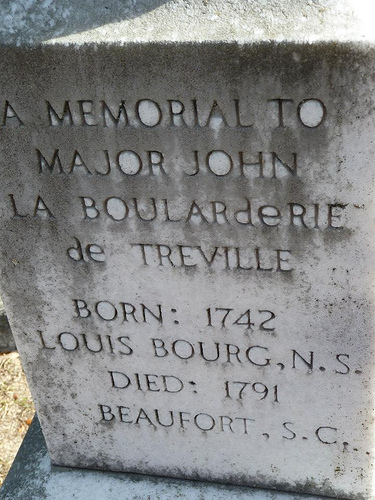 A MEMORIAL TO
MAJOR JOHN
LA BOULARdeRIE
de TREVILLE
BORN: 1742
LOUIS BOURG, N.S.
DIED: 1791
BEAUFORT, S.C.